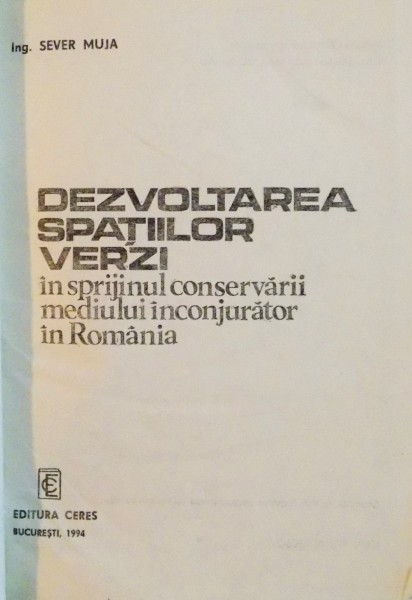 Ing. SEVER MUJA
DEZVOLTAREA
SPAȚIILOR
VERZI
în sprijinul conservării
mediului înconjurător
în România
EDITURA CERES
BUCUREȘTI, 1994